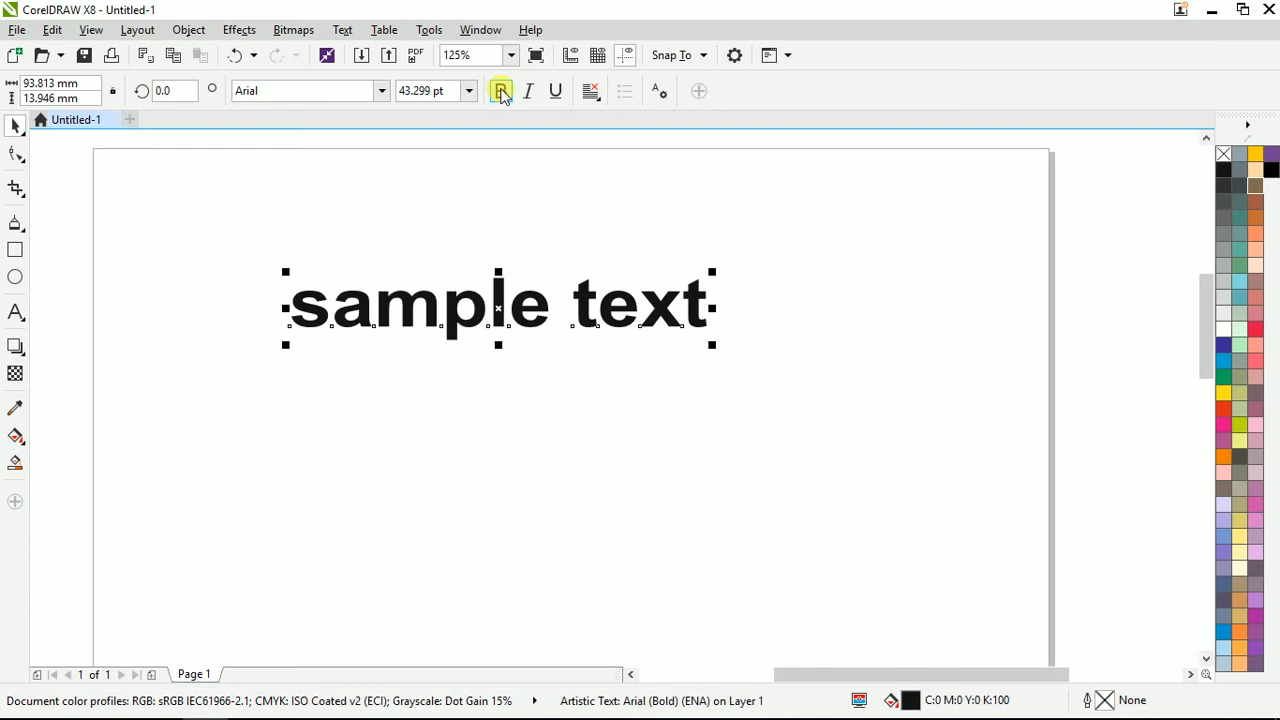 CorelDRAW X8 - Untitled-1
File Edit View Layout Object Effects Bitmaps Text Table Tools Window Help
PDF 125% Snap To
93.813 mm
13.946 mm
0.0 Arial 43.299 pt B I U
Untitled-1
sample text
1 of 1 Page 1
Document color profiles: RGB: sRGB IEC61966-2.1; CMYK: ISO Coated v2 (ECI); Grayscale: Dot Gain 15% Artistic Text: Arial (Bold) (ENA) on Layer 1 C:0 M:0 Y:0 K:100 None